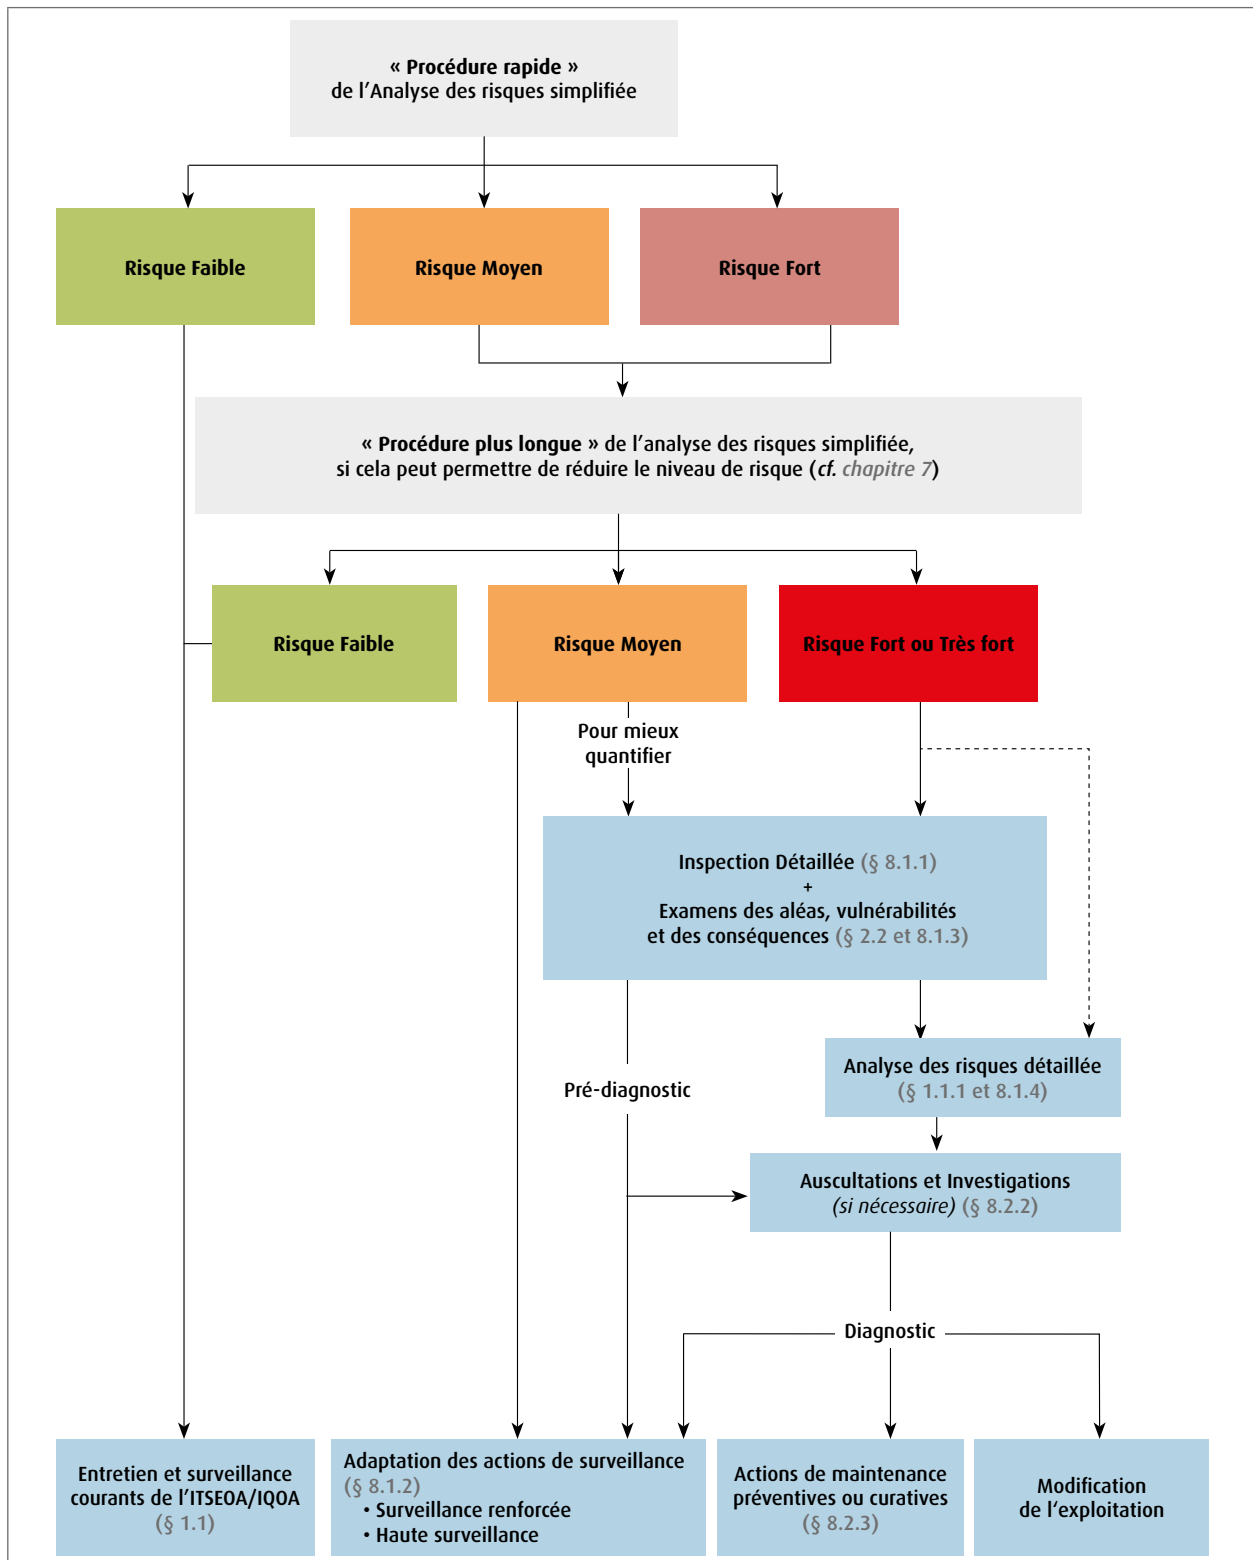 « Procédure rapide »
de l'Analyse des risques simplifiée
Risque Faible
Risque Moyen
Risque Fort
« Procédure plus longue » de l'analyse des risques simplifiée,
si cela peut permettre de réduire le niveau de risque (cf. chapitre 7)
Risque Faible
Risque Moyen
Risque Fort ou Très fort
Pour mieux
quantifier
Inspection Détaillée (§ 8.1.1)
+
Examens des aléas, vulnérabilités
et des conséquences (§ 2.2 et 8.1.3)
Analyse des risques détaillée
(§ 1.1.1 et 8.1.4)
Pré-diagnostic
Auscultations et Investigations
(si nécessaire) (§ 8.2.2)
Diagnostic
Entretien et surveillance
courants de l'ITSEOA/IQOA
(§ 1.1)
Adaptation des actions de surveillance
(§ 8.1.2)
• Surveillance renforcée
• Haute surveillance
Actions de maintenance
préventives ou curatives
(§ 8.2.3)
Modification
de l'exploitation